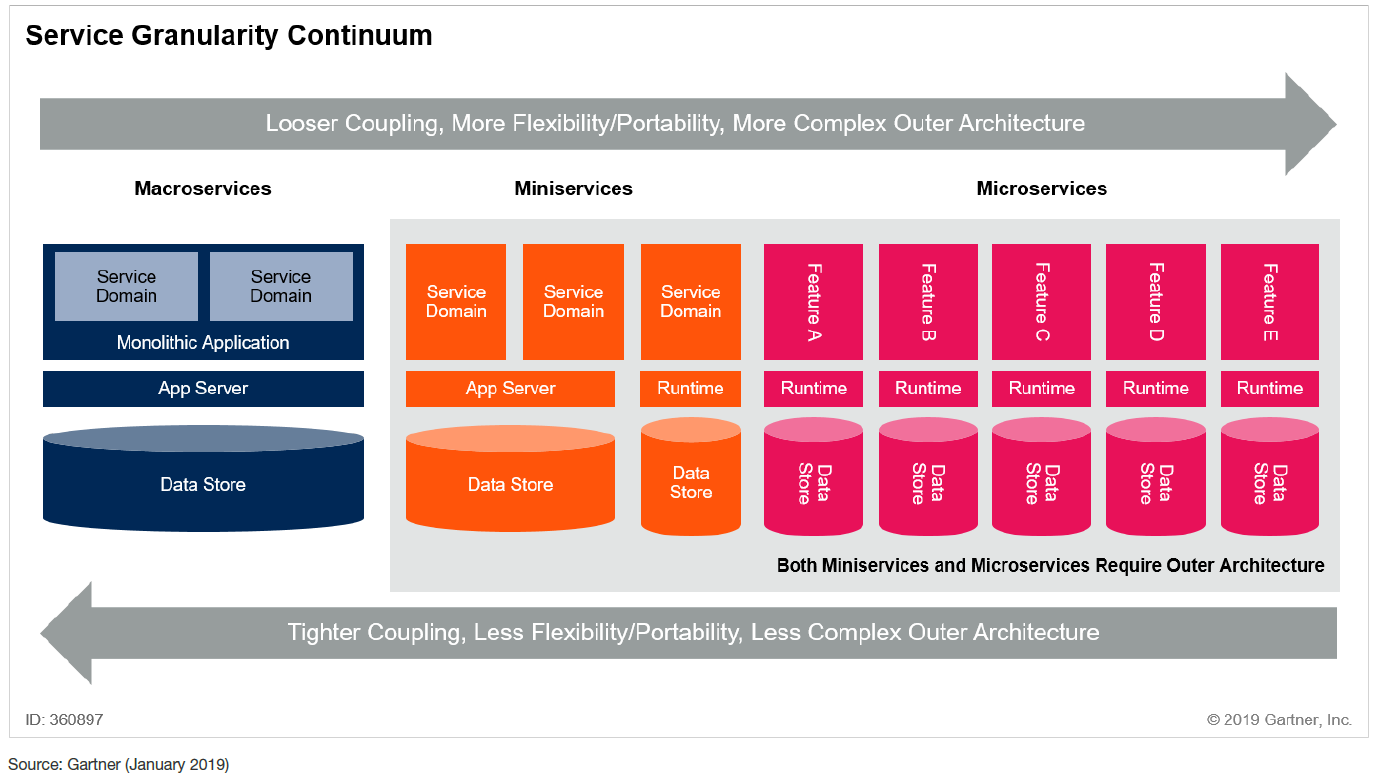 Service Granularity Continuum
Looser Coupling, More Flexibility/Portability, More Complex Outer Architecture
Macroservices
Miniservices
Microservices
Service
Domain
Service
Domain
Monolithic Application
App Server
Data Store
Service
Domain
Service
Domain
Service
Domain
App Server
Runtime
Data Store
Data
Store
Feature A
Feature B
Feature C
Feature D
Feature E
Runtime
Runtime
Runtime
Runtime
Runtime
Data
Store
Data
Store
Data
Store
Data
Store
Data
Store
Both Miniservices and Microservices Require Outer Architecture
Tighter Coupling, Less Flexibility/Portability, Less Complex Outer Architecture
ID: 360897
© 2019 Gartner, Inc.
Source: Gartner (January 2019)